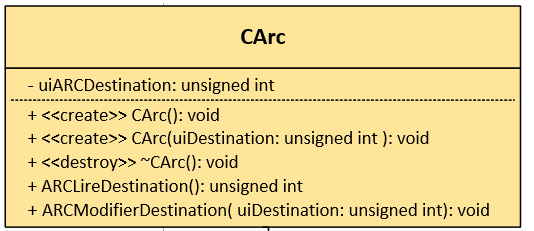 CArc
- uiARCDestination: unsigned int
+ <<create>> CArc(): void
+ <<create>> CArc(uiDestination: unsigned int ): void
+ <<destroy>> ~CArc(): void
+ ARCLireDestination(): unsigned int
+ ARCModifierDestination( uiDestination: unsigned int): void